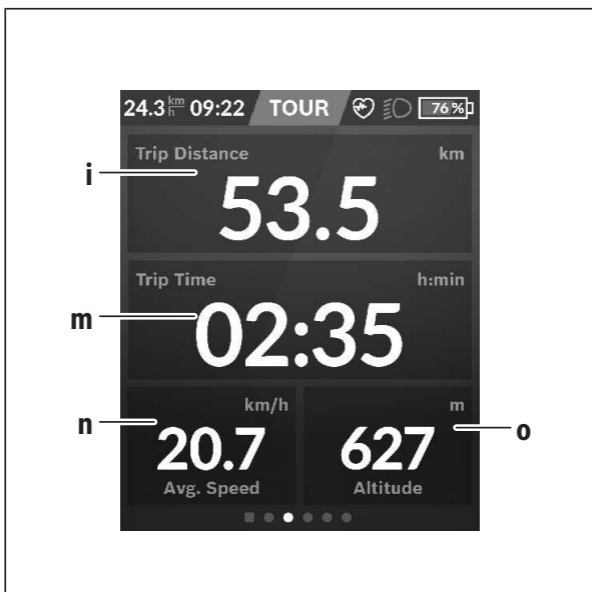 24.3 km/h 09:22 TOUR 76 %
Trip Distance km
i
53.5
Trip Time h:min
m
02:35
km/h m
n o
20.7 627
Avg. Speed Altitude